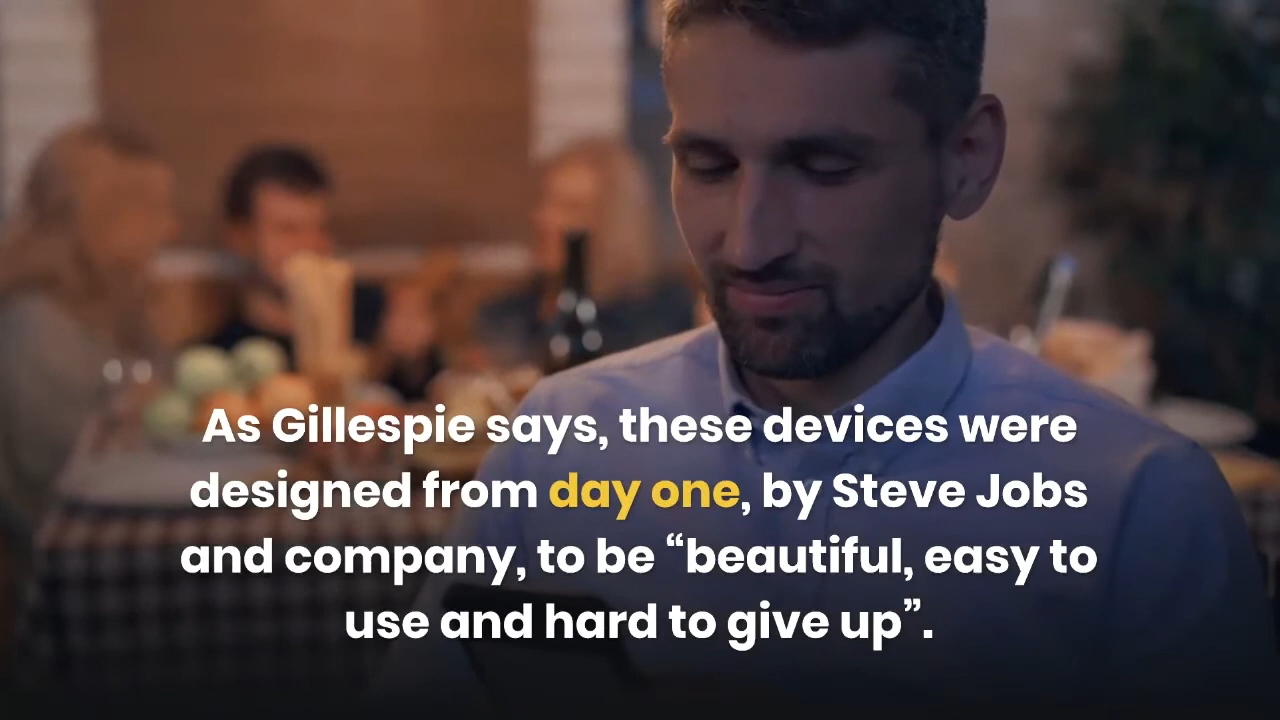 As Gillespie says, these devices were
designed from day one, by Steve Jobs
and company, to be “beautiful, easy to
use and hard to give up”.